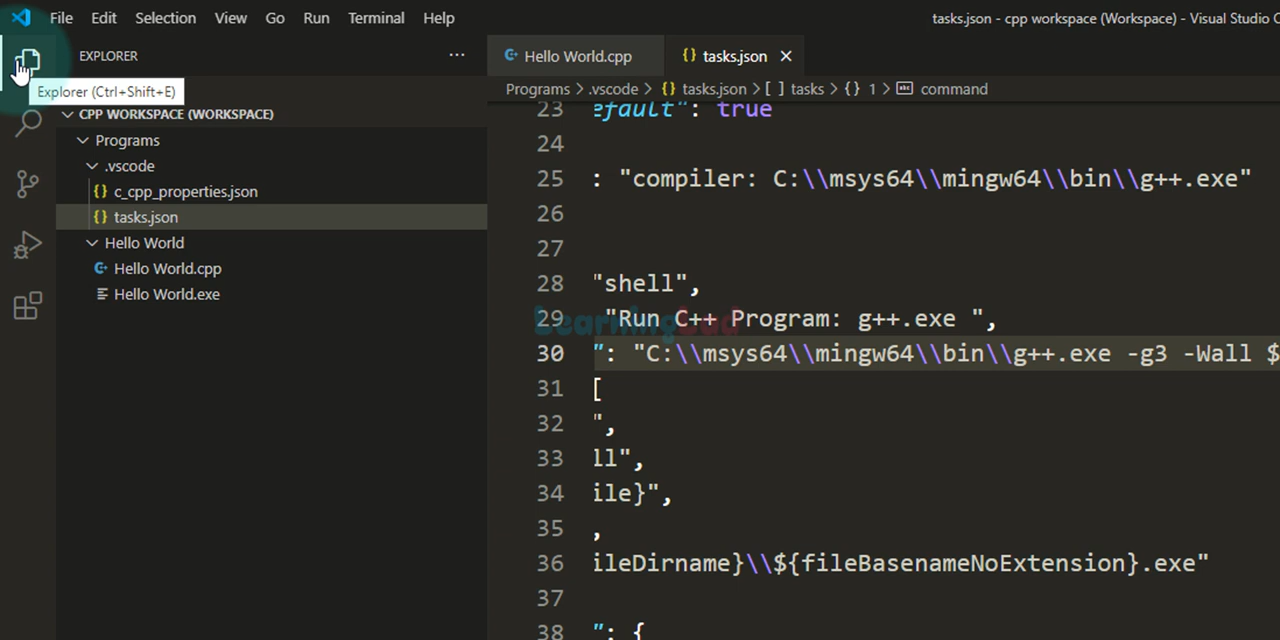 File Edit Selection View Go Run Terminal Help
tasks.json - cpp workspace (Workspace) - Visual Studio C
EXPLORER ···
Explorer (Ctrl+Shift+E)
CPP WORKSPACE (WORKSPACE)
Programs
.vscode
{} c_cpp_properties.json
{} tasks.json
Hello World
Hello World.cpp
Hello World.exe
Hello World.cpp {} tasks.json ×
Programs > .vscode > {} tasks.json > [ ] tasks > {} 1 > abc command
23 efault": true
24
25 : "compiler: C:\\msys64\\mingw64\\bin\\g++.exe"
26
27
28 "shell",
29 "Run C++ Program: g++.exe ",
LearningLad
30 ": "C:\\msys64\\mingw64\\bin\\g++.exe -g3 -Wall $
31 [
32 ",
33 ll",
34 ile}",
35 ,
36 ileDirname}\\${fileBasenameNoExtension}.exe"
37
38 ": {